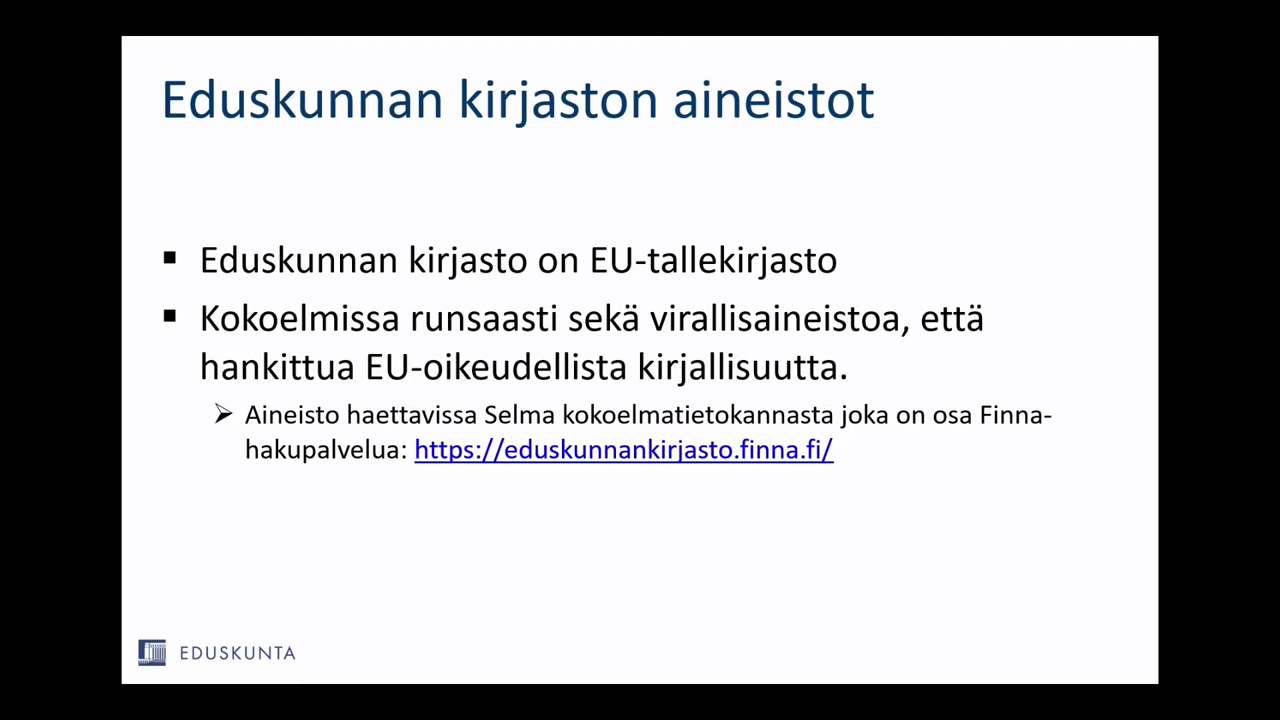 Eduskunnan kirjaston aineistot
▪ Eduskunnan kirjasto on EU-tallekirjasto
▪ Kokoelmissa runsaasti sekä virallisaineistoa, että
hankittua EU-oikeudellista kirjallisuutta.
➢ Aineisto haettavissa Selma kokoelmatietokannasta joka on osa Finna-
hakupalvelua: https://eduskunnankirjasto.finna.fi/
EDUSKUNTA